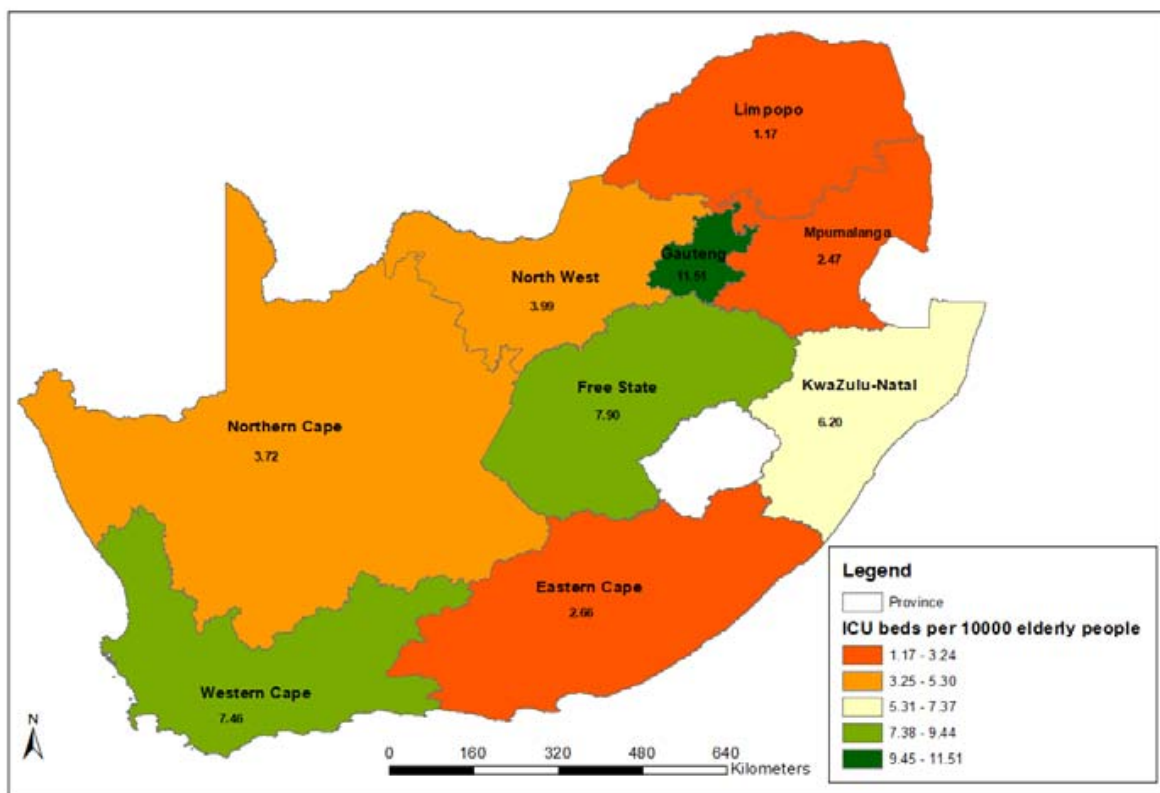 Limpopo
1.17
Mpumalanga
2.47
Gauteng
11.51
North West
3.99
Free State
7.90
KwaZulu-Natal
6.20
Northern Cape
3.72
Eastern Cape
2.66
Western Cape
7.46
N
0 160 320 480 640
Kilometers
Legend
Province
ICU beds per 10000 elderly people
1.17 - 3.24
3.25 - 5.30
5.31 - 7.37
7.38 - 9.44
9.45 - 11.51